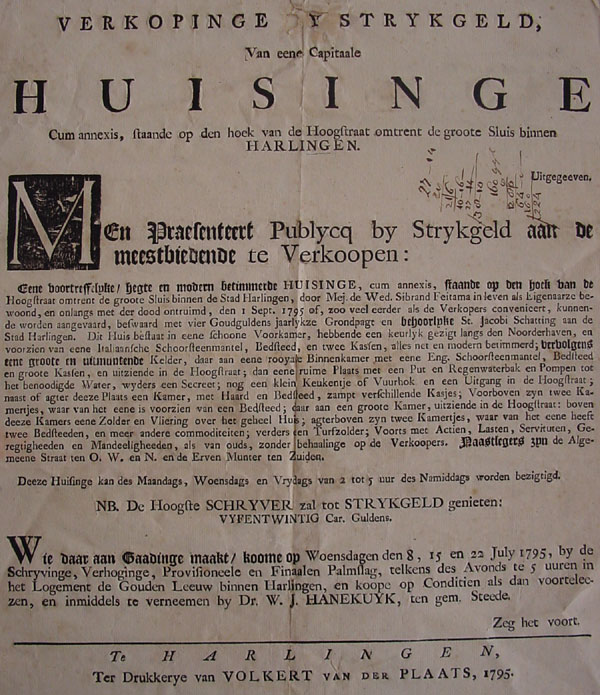 VERKOPINGE BY STRYKGELD,
Van eene Capitaale
HUISINGE
Cum annexis, staande op den hoek van de Hoogstraat omtrent de groote Sluis binnen
HARLINGEN.
Uitgegeeven.
MEn Praesenteert Publycq by Strykgeld aan de
meestbiedende te Verkoopen:
Eene voortreffelyke/ hegte en modern betimmerde HUISINGE, cum annexis, staande op den hoek van de
Hoogstraat omtrent de groote Sluis binnen de Stad Harlingen, door Mej. de Wed. Sibrand Feitama in leven als Eigenaarze be-
woond, en onlangs met der dood ontruimd, den 1 Sept. 1795 of, zoo veel eerder als de Verkopers convenieert, kunnen-
de worden aangevaard, beswaard met vier Goudguldens jaarlykze Grondpagt en behoorlyke St. Jacobi Schatting aan de
Stad Harlingen. Dit Huis bestaat in eene schoone Voorkamer, hebbende een keurlyk gezigt langs den Noorderhaven, en
voorzien van eene Italiaansche Schoorsteenmantel, Bedsteed, en twee Kassen, alles net en modern betimmerd; vervolgens
een groote en uitmuntende Kelder, daar aan eene rooyale Binnenkamer met eene Eng. Schoorsteenmantel, Bedsteed
en groote Kassen, en uitziende in de Hoogstraat; dan eene ruime Plaats met een Put en Regenwaterbak en Pompen tot
het benoodigde Water, wyders een Secreet; nog een klein Keukentje of Vuurhok en een Uitgang in de Hoogstraat;
naast of agter deeze Plaats een Kamer, met Haard en Bedsteed, zampt verschillende Kasjes; Voorboven zyn twee Ka-
mertjes, waar van het eene is voorzien van een Bedsteed; daar aan een groote Kamer, uitziende in de Hoogstraat: boven
deeze Kamers eene Zolder en Vliering over het geheel Huis; agterboven zyn twee Kamertjes, waar van het eene heeft
twee Bedsteeden, en meer andere commoditeiten; verders een Turfzolder; Voorts met Actien, Lasten, Servituten, Ge-
regtigheeden en Mandeeligheeden, als van ouds, zonder behaalinge op de Verkopers. Naastlegers zyn de Alge-
meene Straat ten O. W. en N. en de Erven Munter ten Zuiden.
Deeze Huisinge kan des Maandags, Woensdags en Vrydags van 2 tot 5 uur des Namiddags worden bezigtigd.
NB. De Hoogste SCHRYVER zal tot STRYKGELD genieten:
VYFENTWINTIG Car. Guldens.
Wie daar aan Gaadinge maakt/ koome op Woensdagen den 8, 15 en 22 July 1795, by de
Schryvinge, Verhoginge, Provisioneele en Finaalen Palmslag, telkens des Avonds te 5 uuren in
het Logement de Gouden Leeuw binnen Harlingen, en koope op Conditien als dan voortelee-
zen, en inmiddels te verneemen by Dr. W. J. HANEKUYK, ten gem. Steede.
Zeg het voort.
Te HARLINGEN,
Ter Drukkerye van VOLKERT VAN DER PLAATS, 1795.